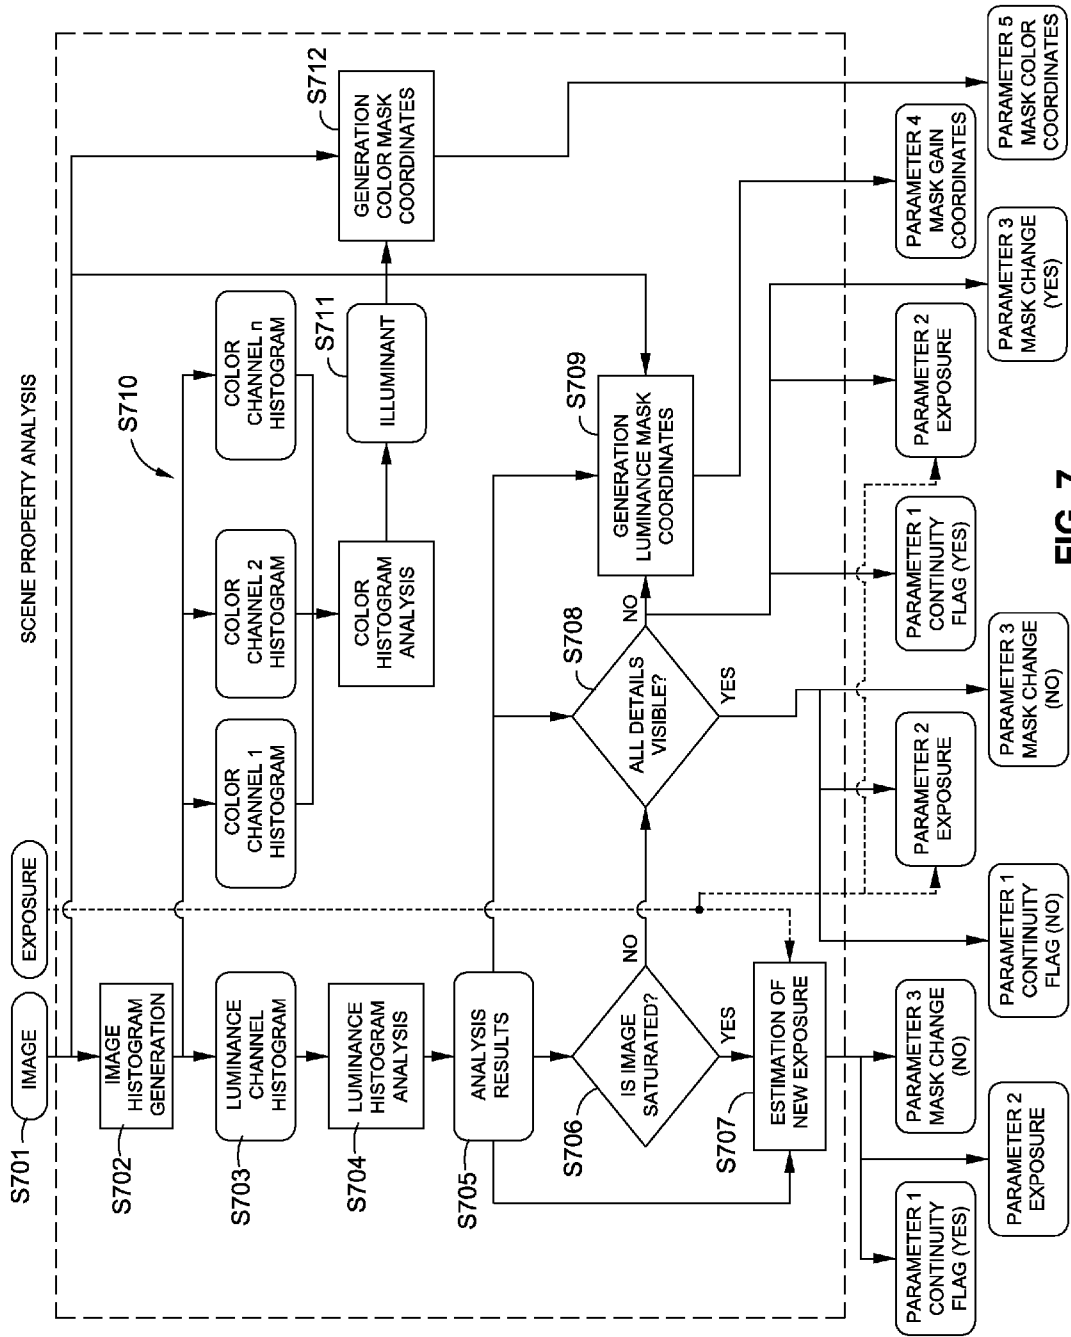 SCENE PROPERTY ANALYSIS
S701
IMAGE
EXPOSURE
S702
IMAGE
HISTOGRAM
GENERATION
S703
LUMINANCE
CHANNEL
HISTOGRAM
S710
COLOR
CHANNEL 1
HISTOGRAM
COLOR
CHANNEL 2
HISTOGRAM
COLOR
CHANNEL n
HISTOGRAM
S704
LUMINANCE
HISTOGRAM
ANALYSIS
COLOR
HISTOGRAM
ANALYSIS
S711
ILLUMINANT
S712
GENERATION
COLOR MASK
COORDINATES
S705
ANALYSIS
RESULTS
S706
IS IMAGE
SATURATED?
NO
YES
S708
ALL DETAILS
VISIBLE?
NO
YES
S709
GENERATION
LUMINANCE MASK
COORDINATES
S707
ESTIMATION OF
NEW EXPOSURE
PARAMETER 1
CONTINUITY
FLAG (YES)
PARAMETER 2
EXPOSURE
PARAMETER 3
MASK CHANGE
(NO)
PARAMETER 1
CONTINUITY
FLAG (NO)
PARAMETER 2
EXPOSURE
PARAMETER 3
MASK CHANGE
(NO)
PARAMETER 1
CONTINUITY
FLAG (YES)
PARAMETER 2
EXPOSURE
PARAMETER 3
MASK CHANGE
(YES)
PARAMETER 4
MASK GAIN
COORDINATES
PARAMETER 5
MASK COLOR
COORDINATES
FIG. 7